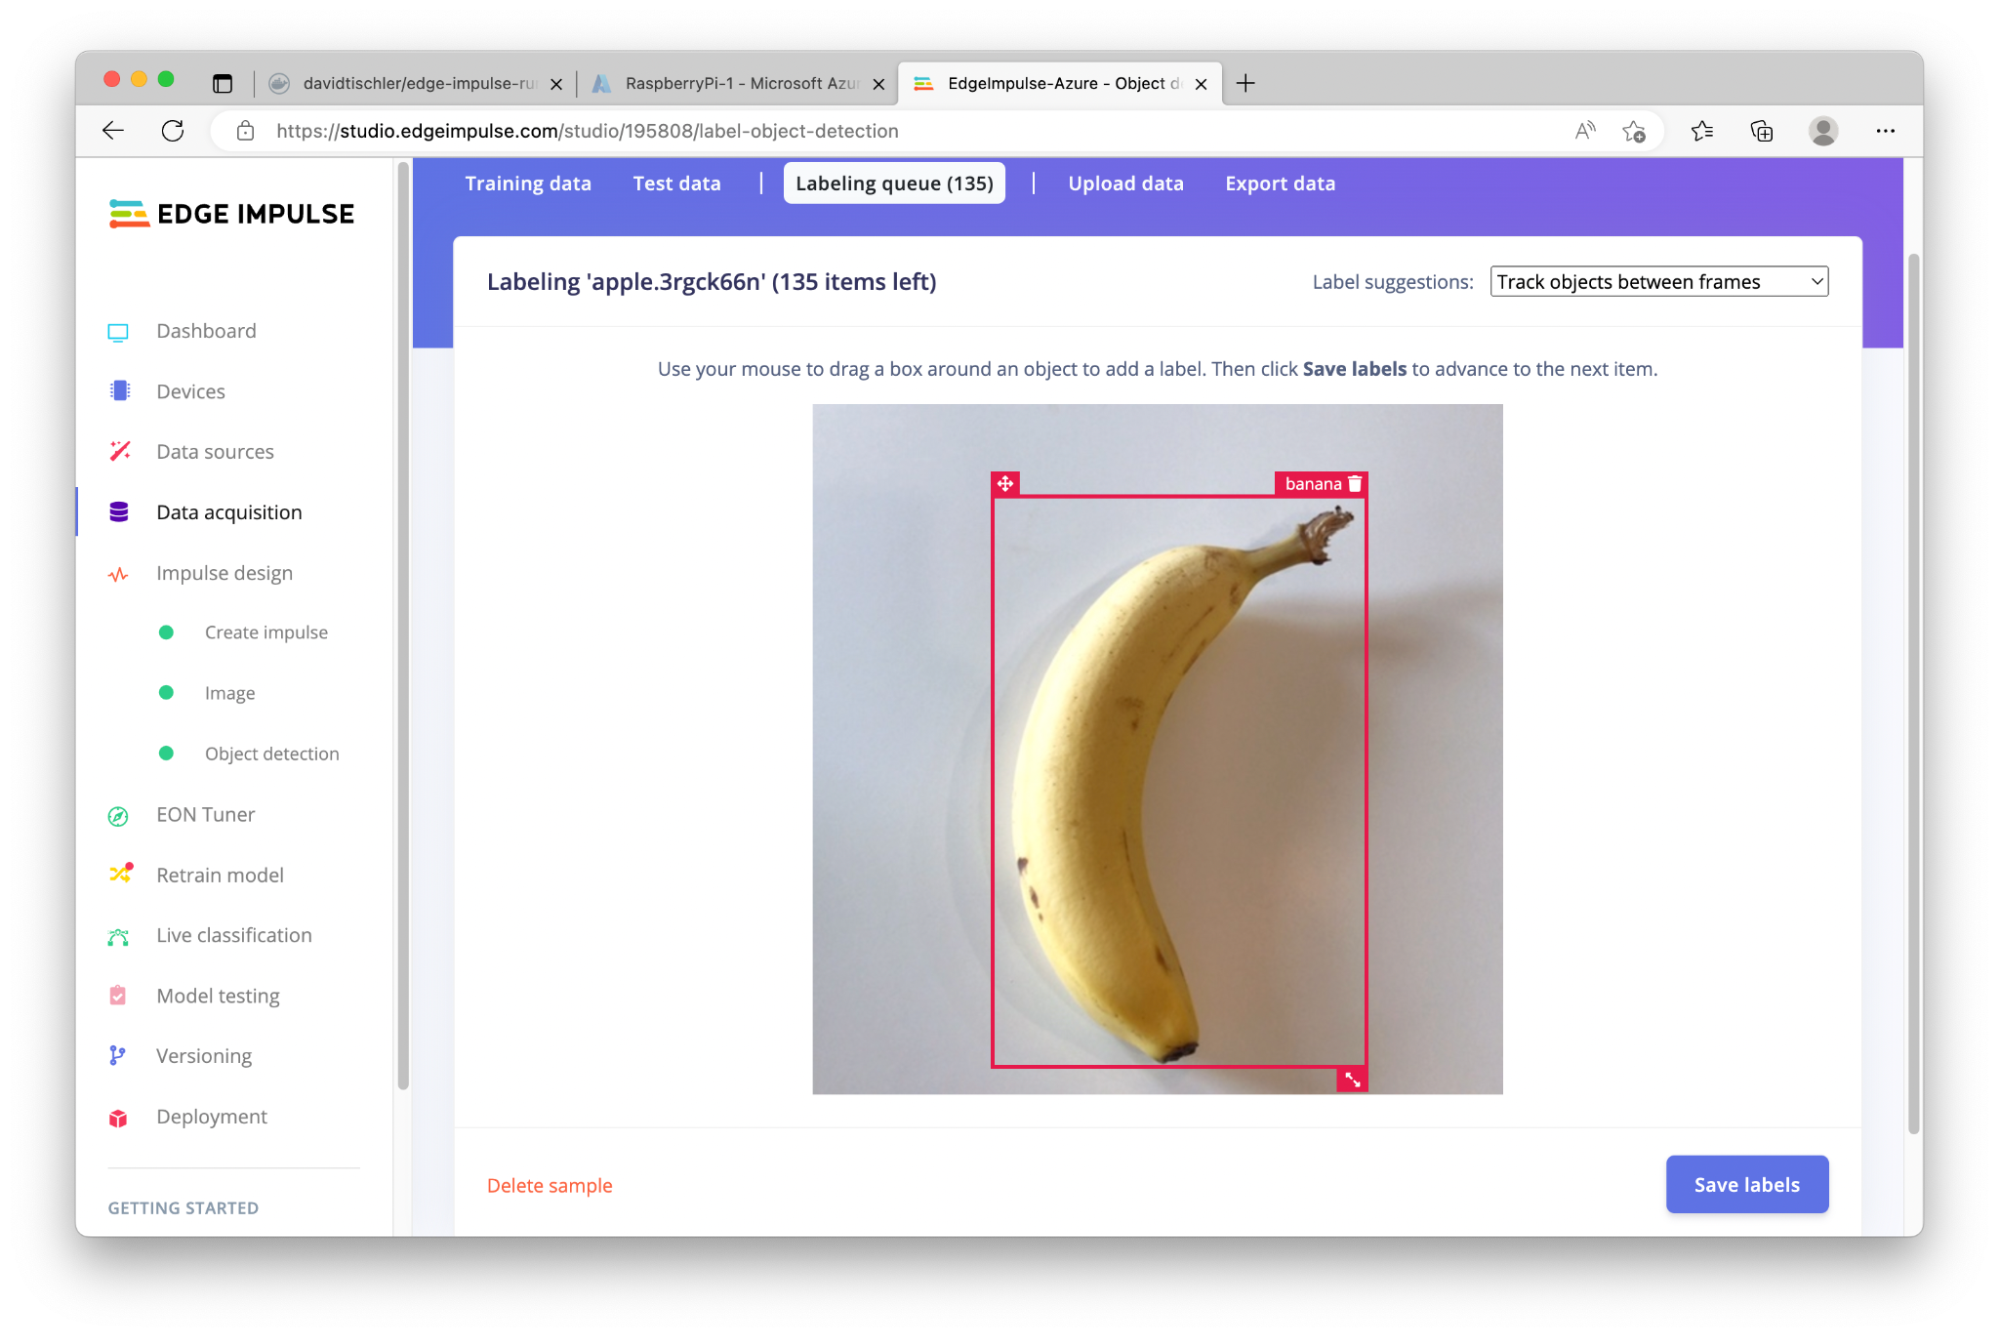 davidtischler/edge-impulse-ru
RaspberryPi-1 - Microsoft Azur
EdgeImpulse-Azure - Object d
https://studio.edgeimpulse.com/studio/195808/label-object-detection
EDGE IMPULSE
Dashboard
Devices
Data sources
Data acquisition
Impulse design
Create impulse
Image
Object detection
EON Tuner
Retrain model
Live classification
Model testing
Versioning
Deployment
GETTING STARTED
Training data Test data | Labeling queue (135) | Upload data Export data
Labeling 'apple.3rgck66n' (135 items left)
Label suggestions: Track objects between frames
Use your mouse to drag a box around an object to add a label. Then click Save labels to advance to the next item.
banana
Delete sample
Save labels